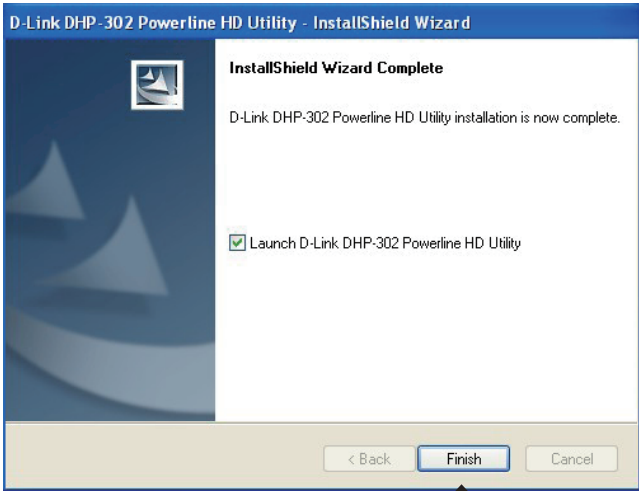 D-Link DHP-302 Powerline HD Utility - InstallShield Wizard
InstallShield Wizard Complete
D-Link DHP-302 Powerline HD Utility installation is now complete.
Launch D-Link DHP-302 Powerline HD Utility
< Back Finish Cancel